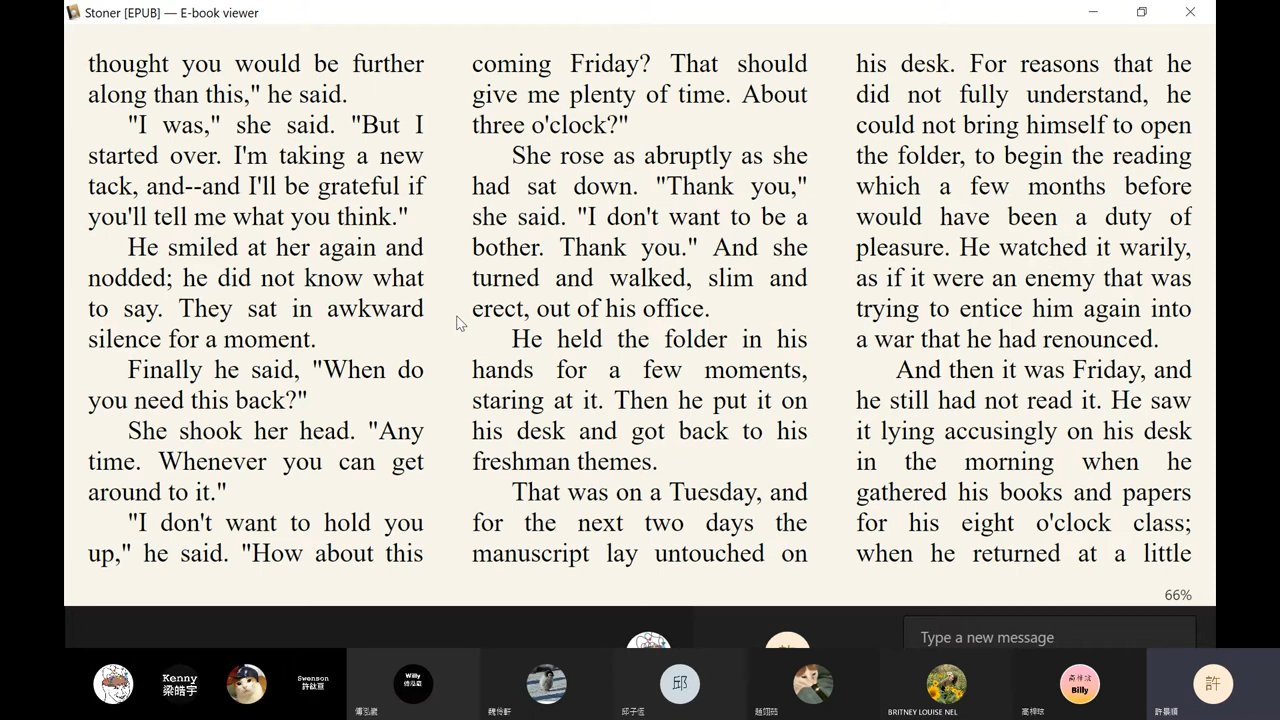 Stoner [EPUB] — E-book viewer
thought you would be further
along than this," he said.
"I was," she said. "But I
started over. I'm taking a new
tack, and--and I'll be grateful if
you'll tell me what you think."
He smiled at her again and
nodded; he did not know what
to say. They sat in awkward
silence for a moment.
Finally he said, "When do
you need this back?"
She shook her head. "Any
time. Whenever you can get
around to it."
"I don't want to hold you
up," he said. "How about this
coming Friday? That should
give me plenty of time. About
three o'clock?"
She rose as abruptly as she
had sat down. "Thank you,"
she said. "I don't want to be a
bother. Thank you." And she
turned and walked, slim and
erect, out of his office.
He held the folder in his
hands for a few moments,
staring at it. Then he put it on
his desk and got back to his
freshman themes.
That was on a Tuesday, and
for the next two days the
manuscript lay untouched on
his desk. For reasons that he
did not fully understand, he
could not bring himself to open
the folder, to begin the reading
which a few months before
would have been a duty of
pleasure. He watched it warily,
as if it were an enemy that was
trying to entice him again into
a war that he had renounced.
And then it was Friday, and
he still had not read it. He saw
it lying accusingly on his desk
in the morning when he
gathered his books and papers
for his eight o'clock class;
when he returned at a little
66%
Type a new message
Kenny
梁皓宇
Swenson
Willy
邱
Billy
許
邱子恆
BRITNEY LOUISE NEL